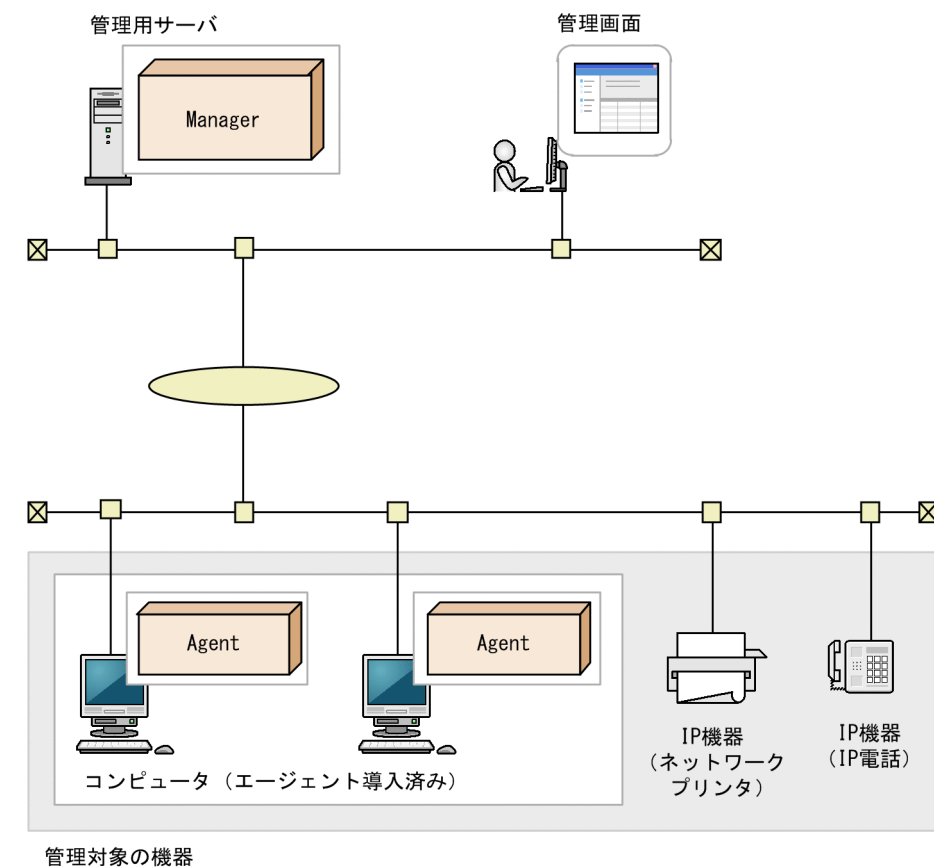 管理用サーバ
管理画面
Manager
Agent
Agent
コンピュータ（エージェント導入済み）
IP機器
（ネットワーク
プリンタ）
IP機器
（IP電話）
管理対象の機器